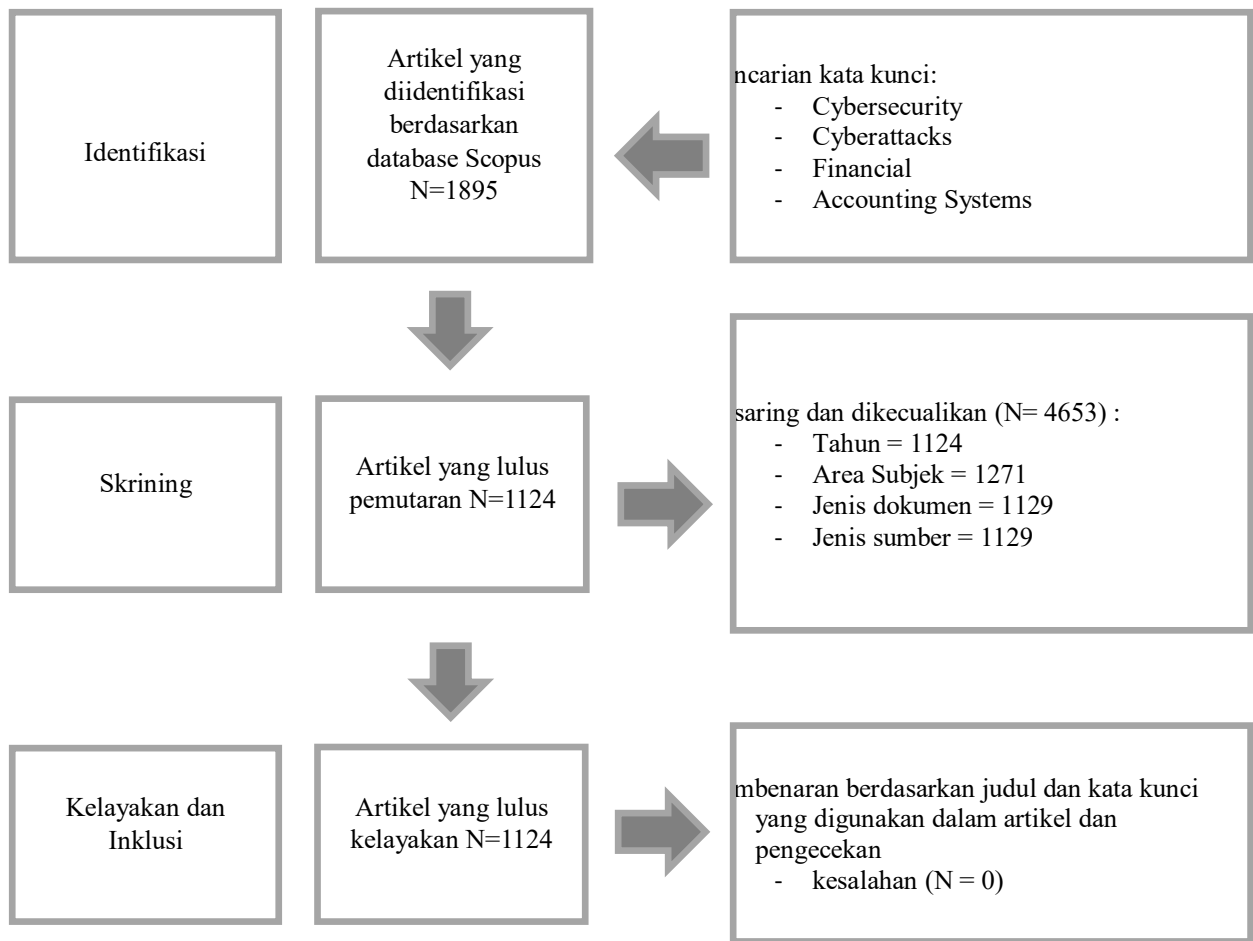 Identifikasi
Artikel yang
diidentifikasi
berdasarkan
database Scopus
N=1895
ncarian kata kunci:
- Cybersecurity
- Cyberattacks
- Financial
- Accounting Systems
Skrining
Artikel yang lulus
pemutaran N=1124
saring dan dikecualikan (N= 4653) :
- Tahun = 1124
- Area Subjek = 1271
- Jenis dokumen = 1129
- Jenis sumber = 1129
Kelayakan dan
Inklusi
Artikel yang lulus
kelayakan N=1124
mbenaran berdasarkan judul dan kata kunci
yang digunakan dalam artikel dan
pengecekan
- kesalahan (N = 0)